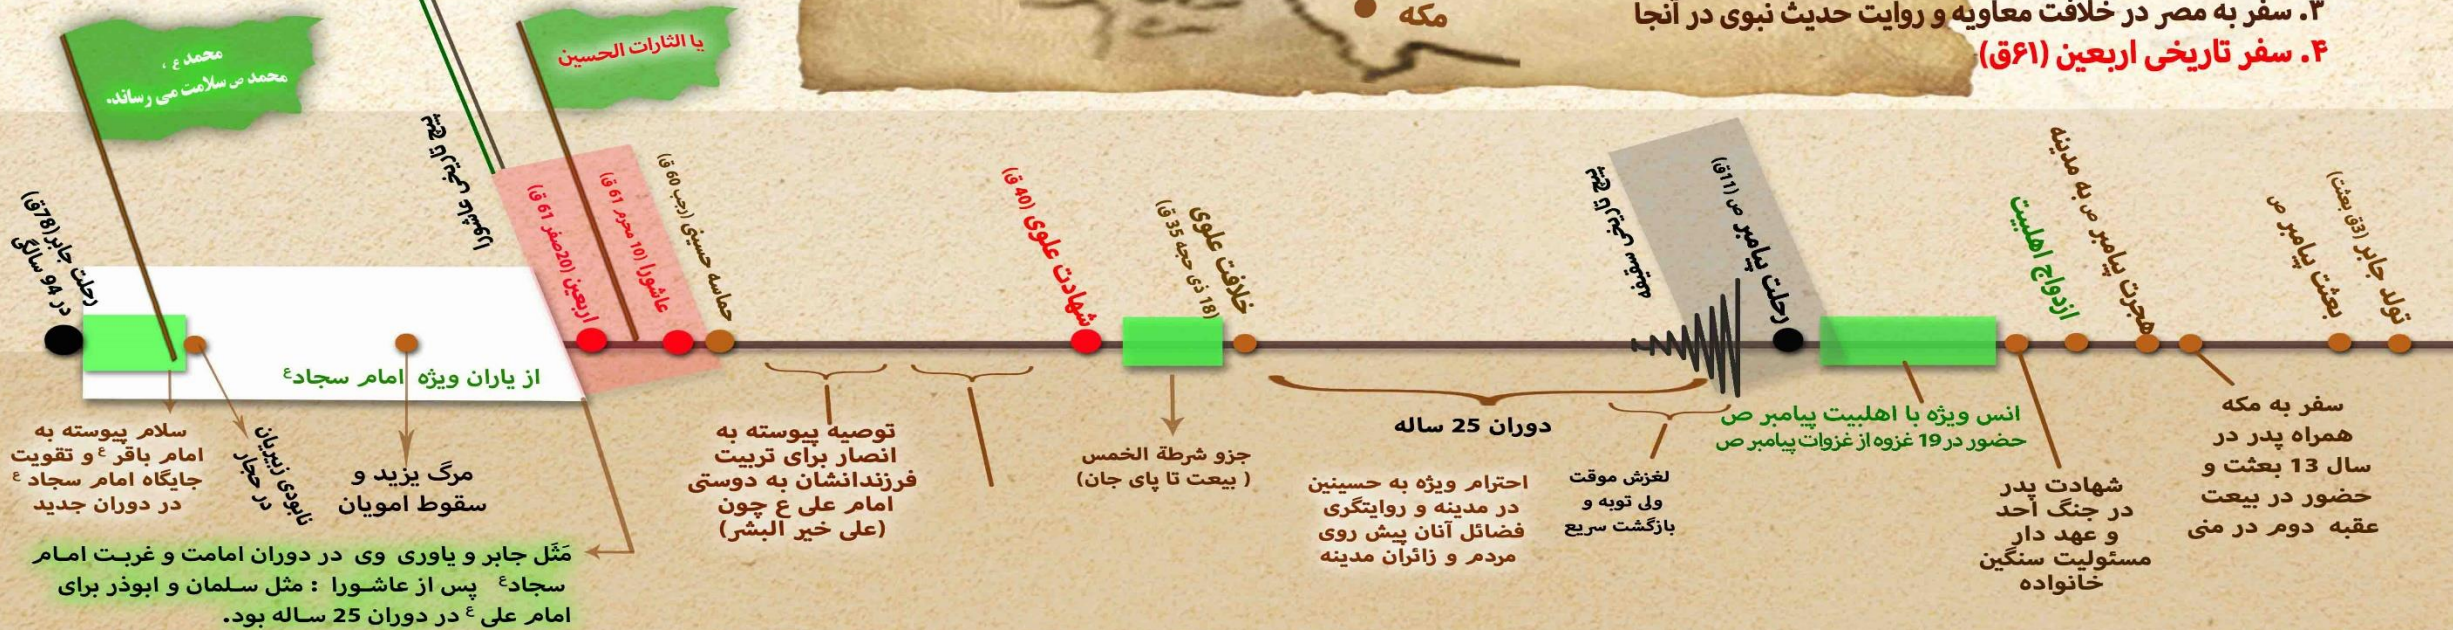 ۳. سفر به مصر در خلافت معاویه و روایت حدیث نبوی در آنجا
۴. سفر تاریخی اربعین (۶۱ق)
مکه
یا الثارات الحسین
محمد ع ،
محمد ص سلامت می رساند.
تولد جابر (3ق بعثت)
بعثت پیامبر ص
هجرت پیامبر ص به مدینه
ازدواج اهلبیت
رحلت پیامبر ص (11ق)
پیچ تاریخی سقیفه
خلافت علوی
(18 ذی حجه 35 ق)
شهادت علوی (40 ق)
حماسه حسینی (رجب 60 ق)
عاشورا (10 محرم 61 ق)
اربعین (20صفر 61 ق)
پیچ تاریخی عاشورا
رحلت جابر(78ق)
در 94 سالگی
سفر به مکه
همراه پدر در
سال 13 بعثت و
حضور در بیعت
عقبه دوم در منی
شهادت پدر
در جنگ احد
و عهد دار
مسئولیت سنگین
خانواده
انس ویژه با اهلبیت پیامبر ص
حضور در 19 غزوه از غزوات پیامبر ص
لغزش موقت
ولی توبه و
بازگشت سریع
دوران 25 ساله
احترام ویژه به حسینین
در مدینه و روایتگری
فضائل آنان پیش روی
مردم و زائران مدینه
جزو شرطة الخمس
( بیعت تا پای جان)
توصیه پیوسته به
انصار برای تربیت
فرزندانشان به دوستی
امام علی ع چون
(علی خیر البشر)
از یاران ویژه امام سجادع
مرگ یزید و
سقوط امویان
نابودی زبیریان
در حجاز
سلام پیوسته به
امام باقر ع و تقویت
جایگاه امام سجاد ع
در دوران جدید
مَثَل جابر و یاوری وی در دوران امامت و غربت امام
سجادع پس از عاشورا : مثل سلمان و ابوذر برای
امام علی ع در دوران 25 ساله بود.